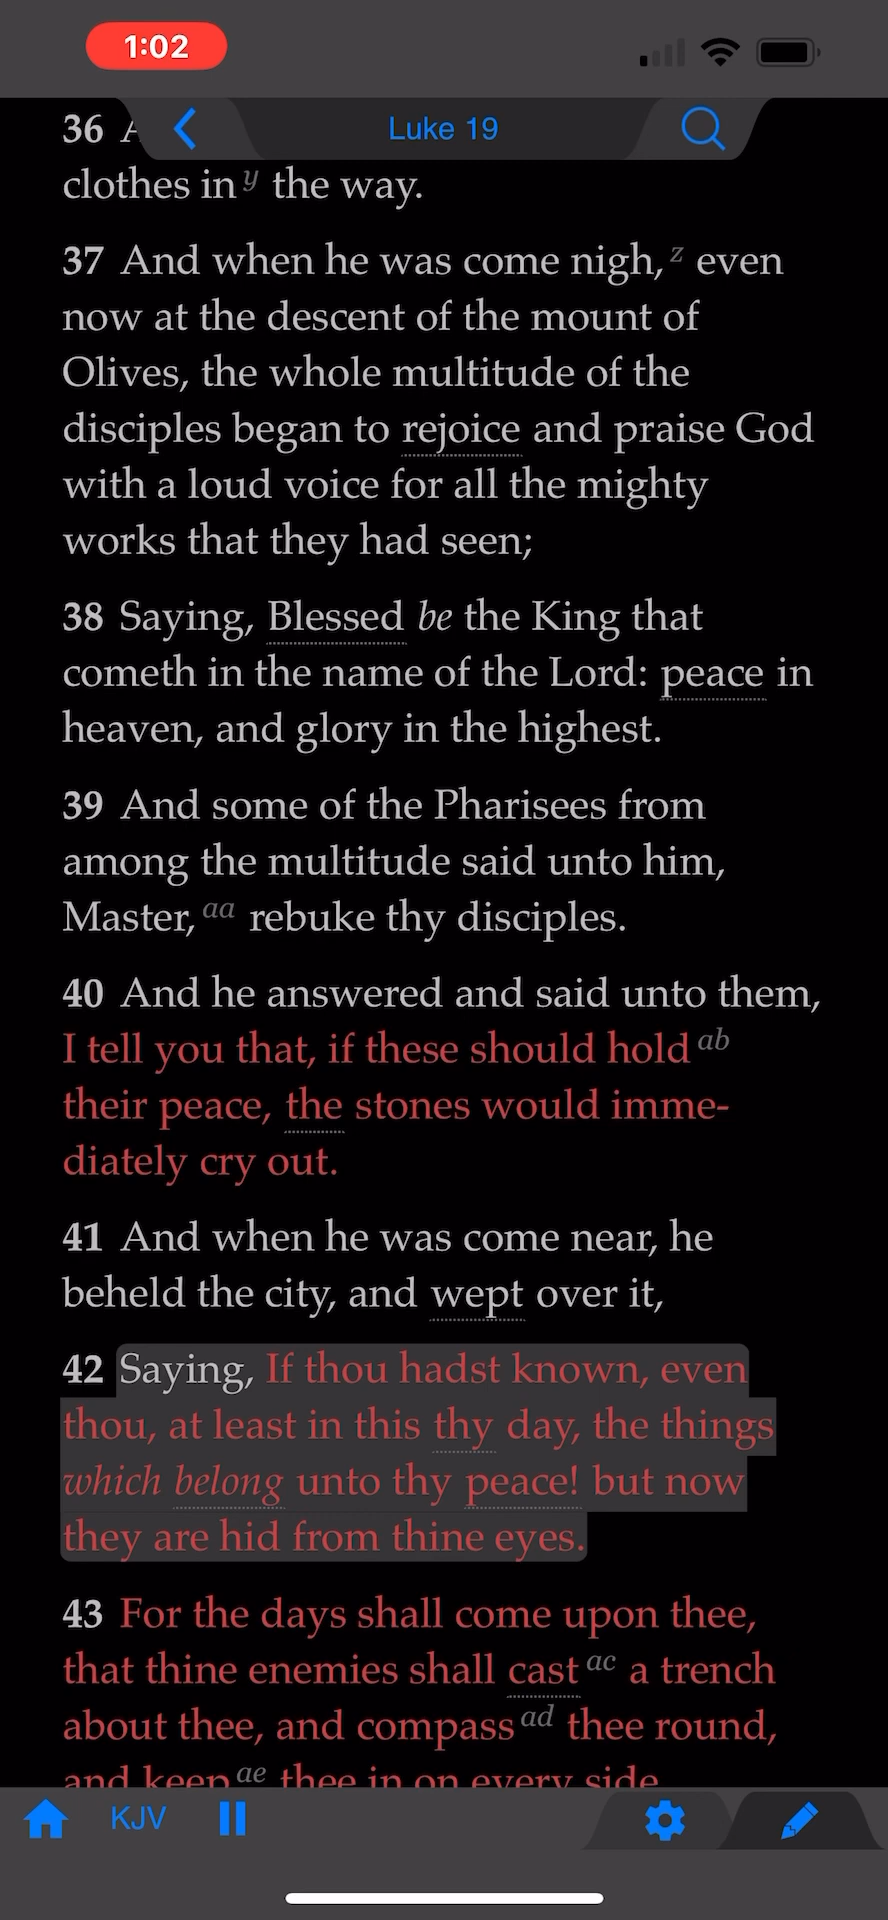 1:02
Luke 19
36 A
clothes in y the way.
37 And when he was come nigh, z even
now at the descent of the mount of
Olives, the whole multitude of the
disciples began to rejoice and praise God
with a loud voice for all the mighty
works that they had seen;
38 Saying, Blessed be the King that
cometh in the name of the Lord: peace in
heaven, and glory in the highest.
39 And some of the Pharisees from
among the multitude said unto him,
Master, aa rebuke thy disciples.
40 And he answered and said unto them,
I tell you that, if these should hold ab
their peace, the stones would imme-
diately cry out.
41 And when he was come near, he
beheld the city, and wept over it,
42 Saying, If thou hadst known, even
thou, at least in this thy day, the things
which belong unto thy peace! but now
they are hid from thine eyes.
43 For the days shall come upon thee,
that thine enemies shall cast ac a trench
about thee, and compass ad thee round,
and keep ae thee in on every side
KJV